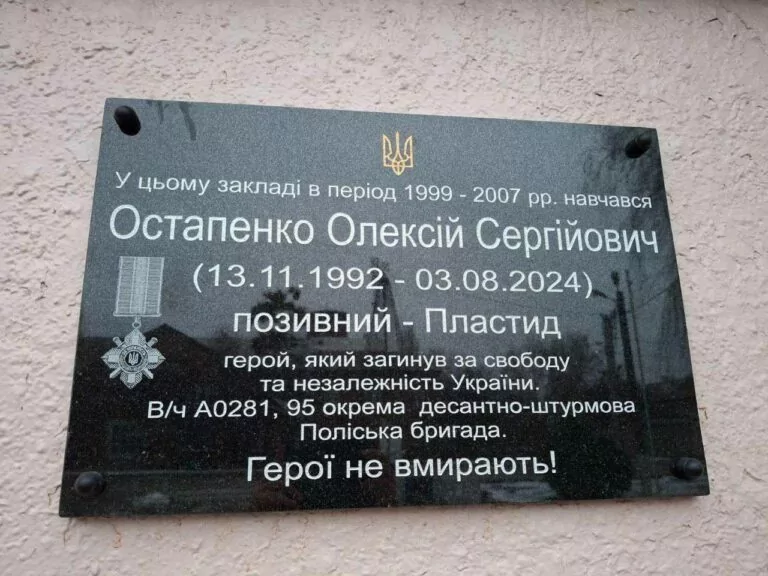 У цьому закладі в період 1999 - 2007 рр. навчався
Остапенко Олексій Сергійович
(13.11.1992 - 03.08.2024)
позивний - Пластид
герой, який загинув за свободу
та незалежність України.
В/ч А0281, 95 окрема десантно-штурмова
Поліська бригада.
Герої не вмирають!